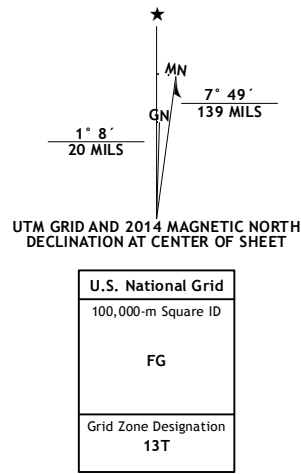 MN
GN
7° 49´
139 MILS
1° 8´
20 MILS
UTM GRID AND 2014 MAGNETIC NORTH
DECLINATION AT CENTER OF SHEET
U.S. National Grid
100,000-m Square ID
FG
Grid Zone Designation
13T